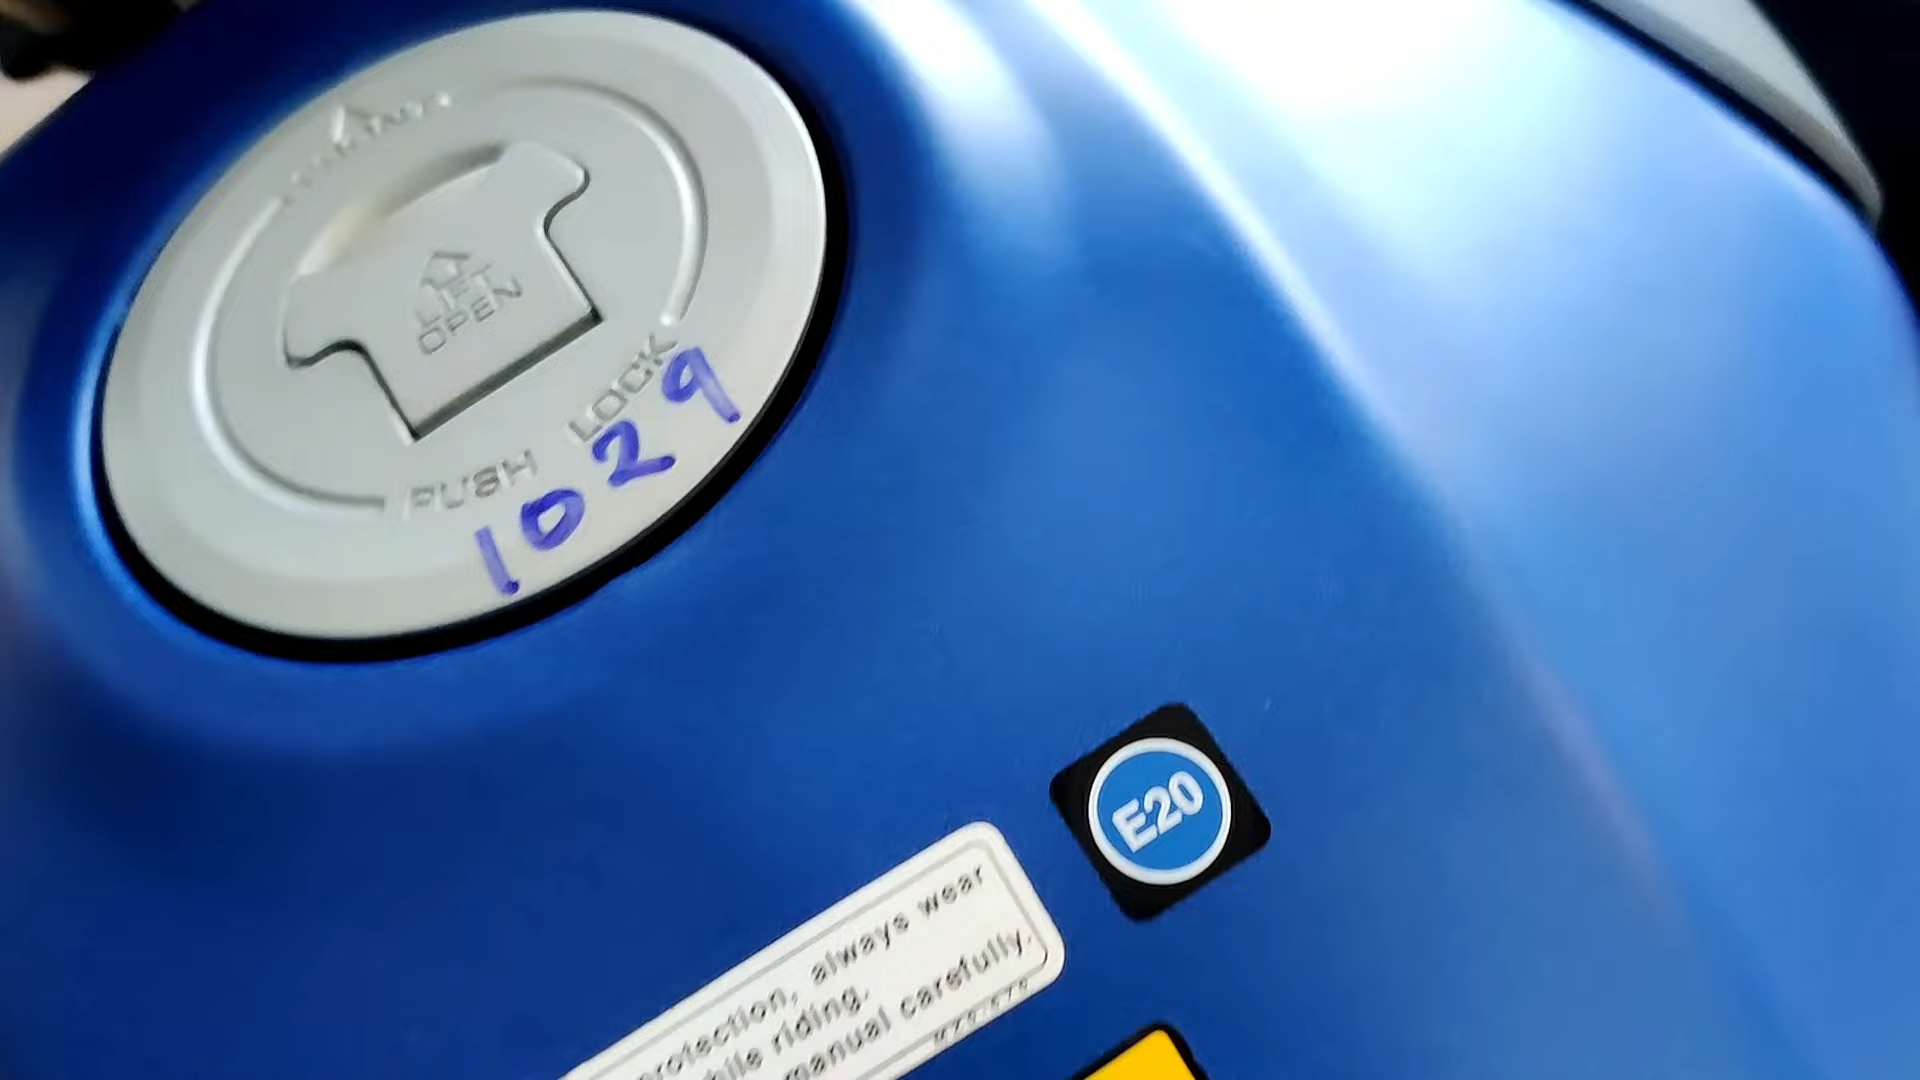 LIFT
OPEN
PUSH LOCK
1029
E20
protection, always wear
while riding.
manual carefully.